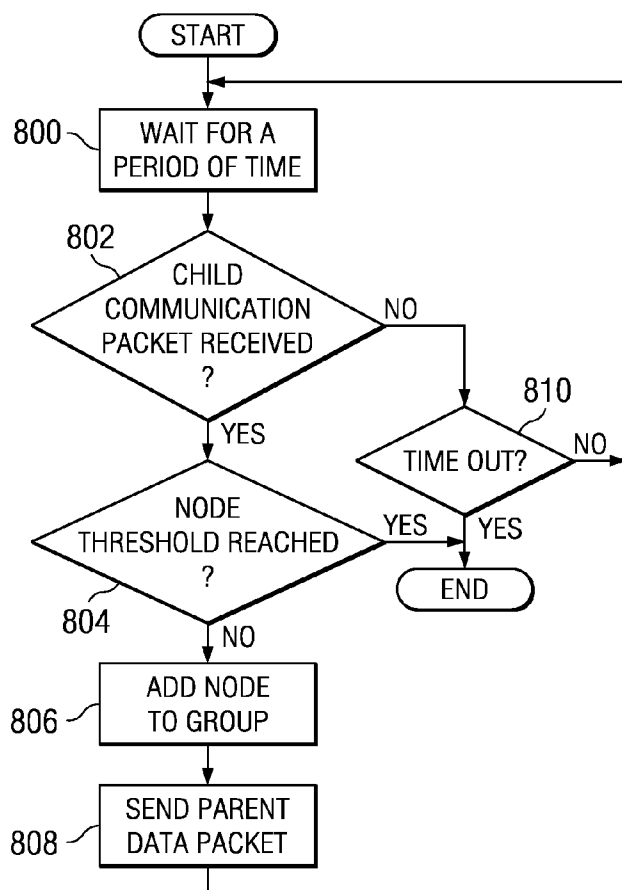 START
800
WAIT FOR A
PERIOD OF TIME
802
CHILD
COMMUNICATION
PACKET RECEIVED
?
NO
YES
810
TIME OUT?
NO
YES
NODE
THRESHOLD REACHED
?
YES
804
NO
END
806
ADD NODE
TO GROUP
808
SEND PARENT
DATA PACKET